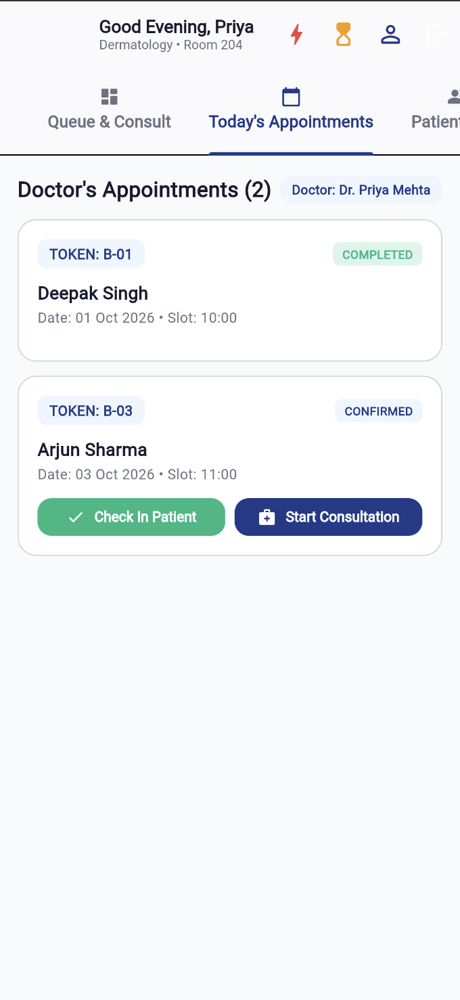 Good Evening, Priya
Dermatology • Room 204
Queue & Consult
Today's Appointments
Patient
Doctor's Appointments (2)
Doctor: Dr. Priya Mehta
TOKEN: B-01
COMPLETED
Deepak Singh
Date: 01 Oct 2026 • Slot: 10:00
TOKEN: B-03
CONFIRMED
Arjun Sharma
Date: 03 Oct 2026 • Slot: 11:00
Check In Patient
Start Consultation